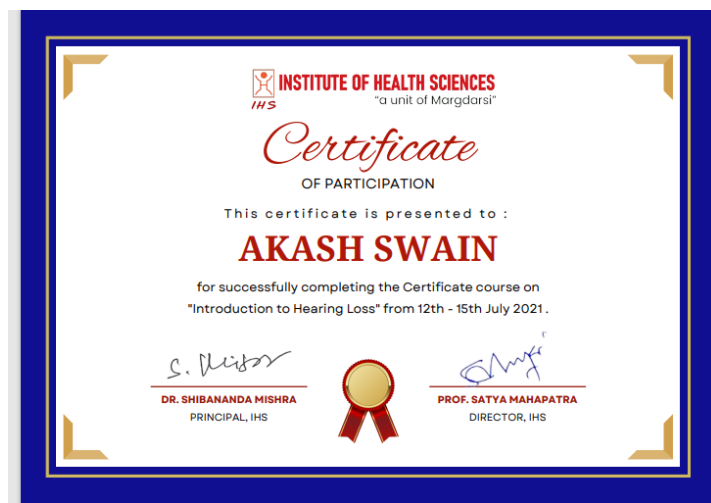 INSTITUTE OF HEALTH SCIENCES
"a unit of Margdarsi"
IHS
Certificate
OF PARTICIPATION
This certificate is presented to :
AKASH SWAIN
for successfully completing the Certificate course on
"Introduction to Hearing Loss" from 12th - 15th July 2021 .
S. Mishra
DR. SHIBANANDA MISHRA
PRINCIPAL, IHS
PROF. SATYA MAHAPATRA
DIRECTOR, IHS